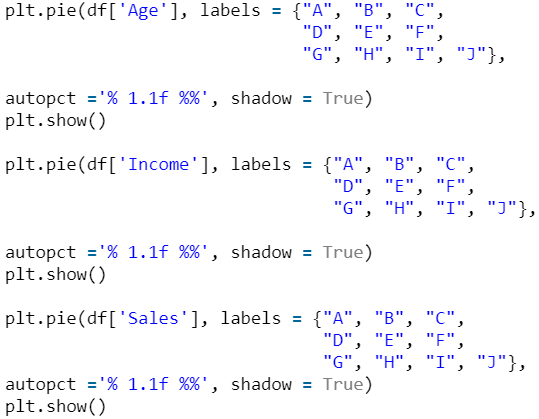 plt.pie(df['Age'], labels = {"A", "B", "C",
"D", "E", "F",
"G", "H", "I", "J"},
autopct ='% 1.1f %%', shadow = True)
plt.show()
plt.pie(df['Income'], labels = {"A", "B", "C",
"D", "E", "F",
"G", "H", "I", "J"},
autopct ='% 1.1f %%', shadow = True)
plt.show()
plt.pie(df['Sales'], labels = {"A", "B", "C",
"D", "E", "F",
"G", "H", "I", "J"},
autopct ='% 1.1f %%', shadow = True)
plt.show()